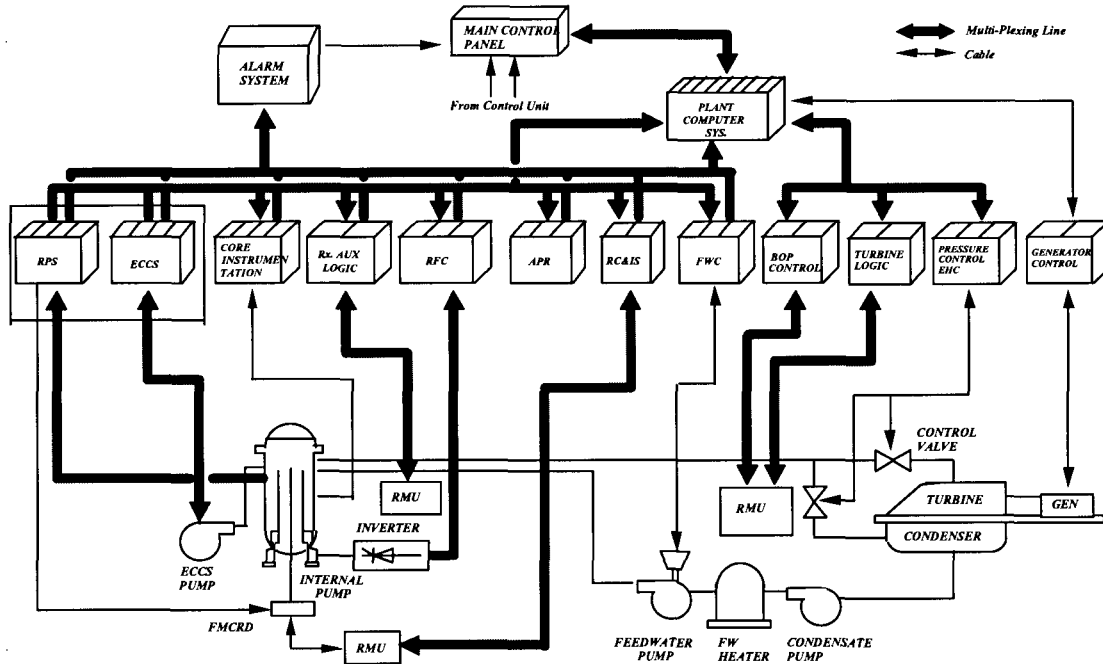 MAIN CONTROL
PANEL
Multi-Plexing Line
Cable
ALARM
SYSTEM
From Control Unit
PLANT
COMPUTER
SYS.
RPS
ECCS
CORE
INSTRUMEN
TATION
Rx. AUX
LOGIC
RFC
APR
RC&IS
FWC
BOP
CONTROL
TURBINE
LOGIC
PRESSURE
CONTROL
EHC
GENERATOR
CONTROL
CONTROL
VALVE
RMU
RMU
TURBINE
GEN
INVERTER
CONDENSER
ECCS
PUMP
INTERNAL
PUMP
FMCRD
RMU
FEEDWATER
PUMP
FW
HEATER
CONDENSATE
PUMP